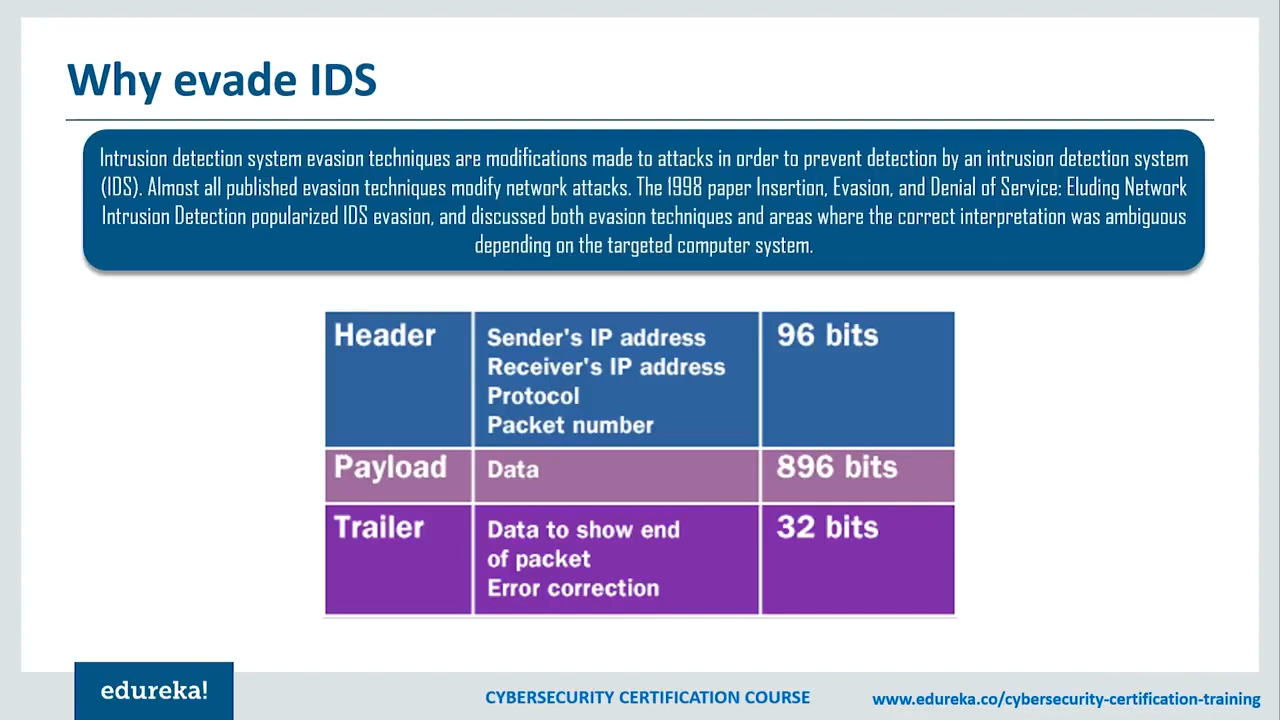 Why evade IDS
Intrusion detection system evasion techniques are modifications made to attacks in order to prevent detection by an intrusion detection system
(IDS). Almost all published evasion techniques modify network attacks. The 1998 paper Insertion, Evasion, and Denial of Service: Eluding Network
Intrusion Detection popularized IDS evasion, and discussed both evasion techniques and areas where the correct interpretation was ambiguous
depending on the targeted computer system.
Header
Sender's IP address
Receiver's IP address
Protocol
Packet number
96 bits
Payload
Data
896 bits
Trailer
Data to show end
of packet
Error correction
32 bits
edureka!
CYBERSECURITY CERTIFICATION COURSE
www.edureka.co/cybersecurity-certification-training